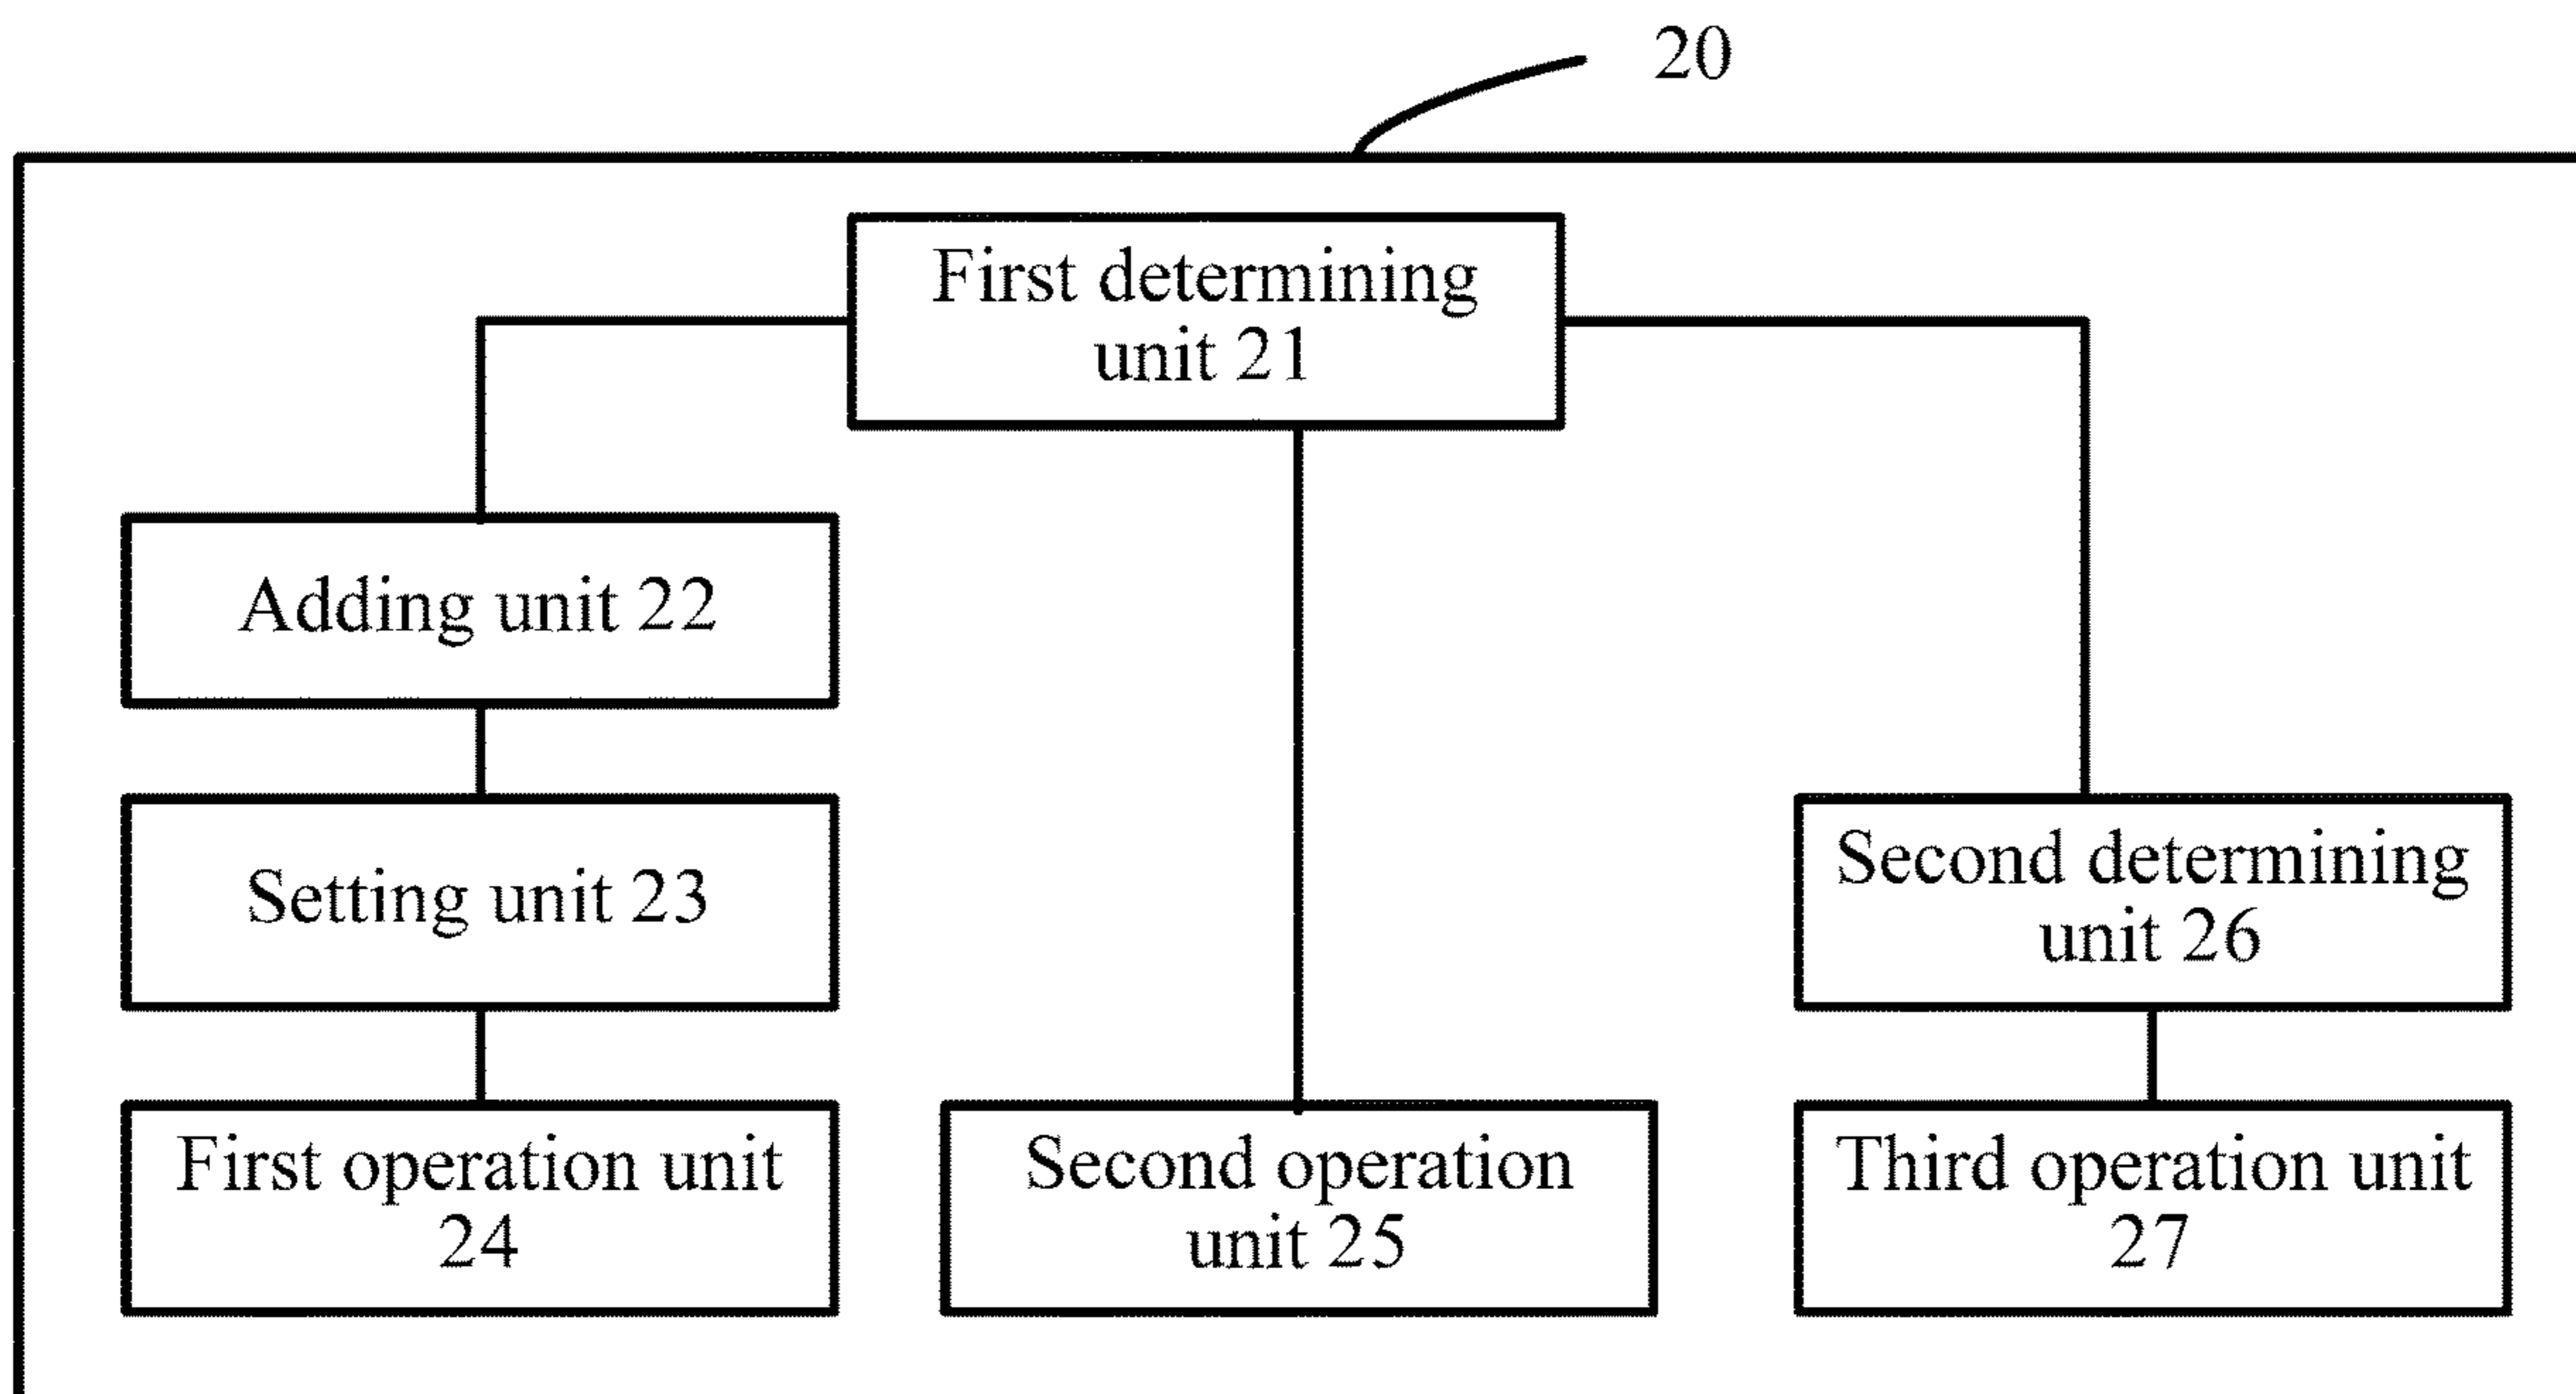 20
First determining
unit 21
Adding unit 22
Setting unit 23
Second determining
unit 26
First operation unit
24
Second operation
unit 25
Third operation unit
27